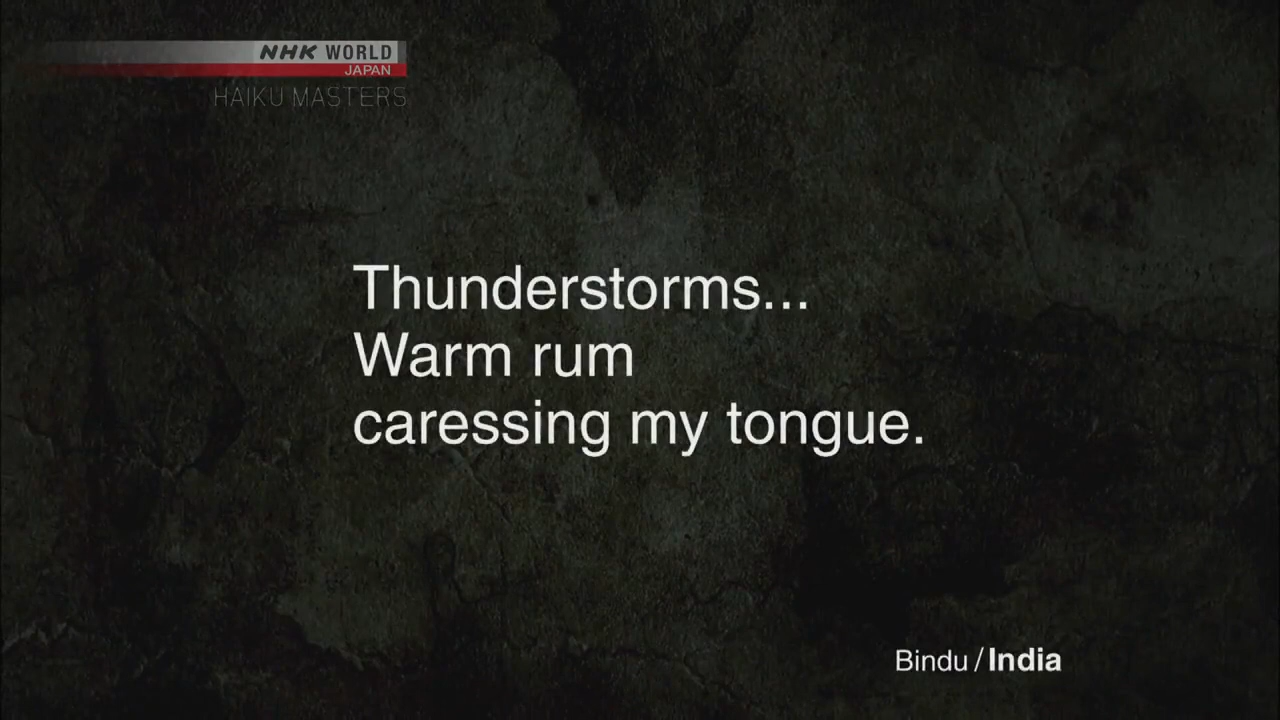 NHK WORLD
JAPAN
HAIKU MASTERS
Thunderstorms...
Warm rum
caressing my tongue.
Bindu / India